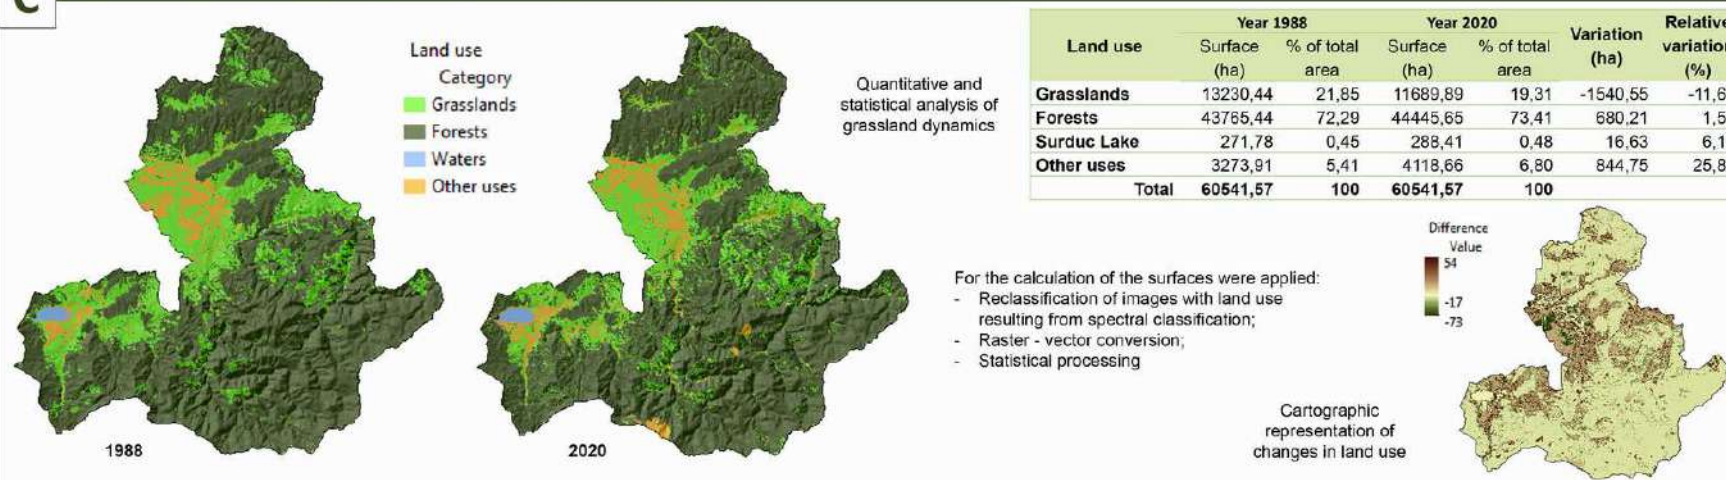 C
Land use
Category
Grasslands
Forests
Waters
Other uses
1988
2020
Quantitative and
statistical analysis of
grassland dynamics
Land use Year 1988 Year 2020 Variation (ha) Relative variation (%)
Surface (ha) % of total area Surface (ha) % of total area
Grasslands 13230,44 21,85 11689,89 19,31 -1540,55 -11,6
Forests 43765,44 72,29 44445,65 73,41 680,21 1,5
Surduc Lake 271,78 0,45 288,41 0,48 16,63 6,1
Other uses 3273,91 5,41 4118,66 6,80 844,75 25,8
Total 60541,57 100 60541,57 100
For the calculation of the surfaces were applied:
- Reclassification of images with land use
resulting from spectral classification;
- Raster - vector conversion;
- Statistical processing
Difference
Value
54
-17
-73
Cartographic
representation of
changes in land use